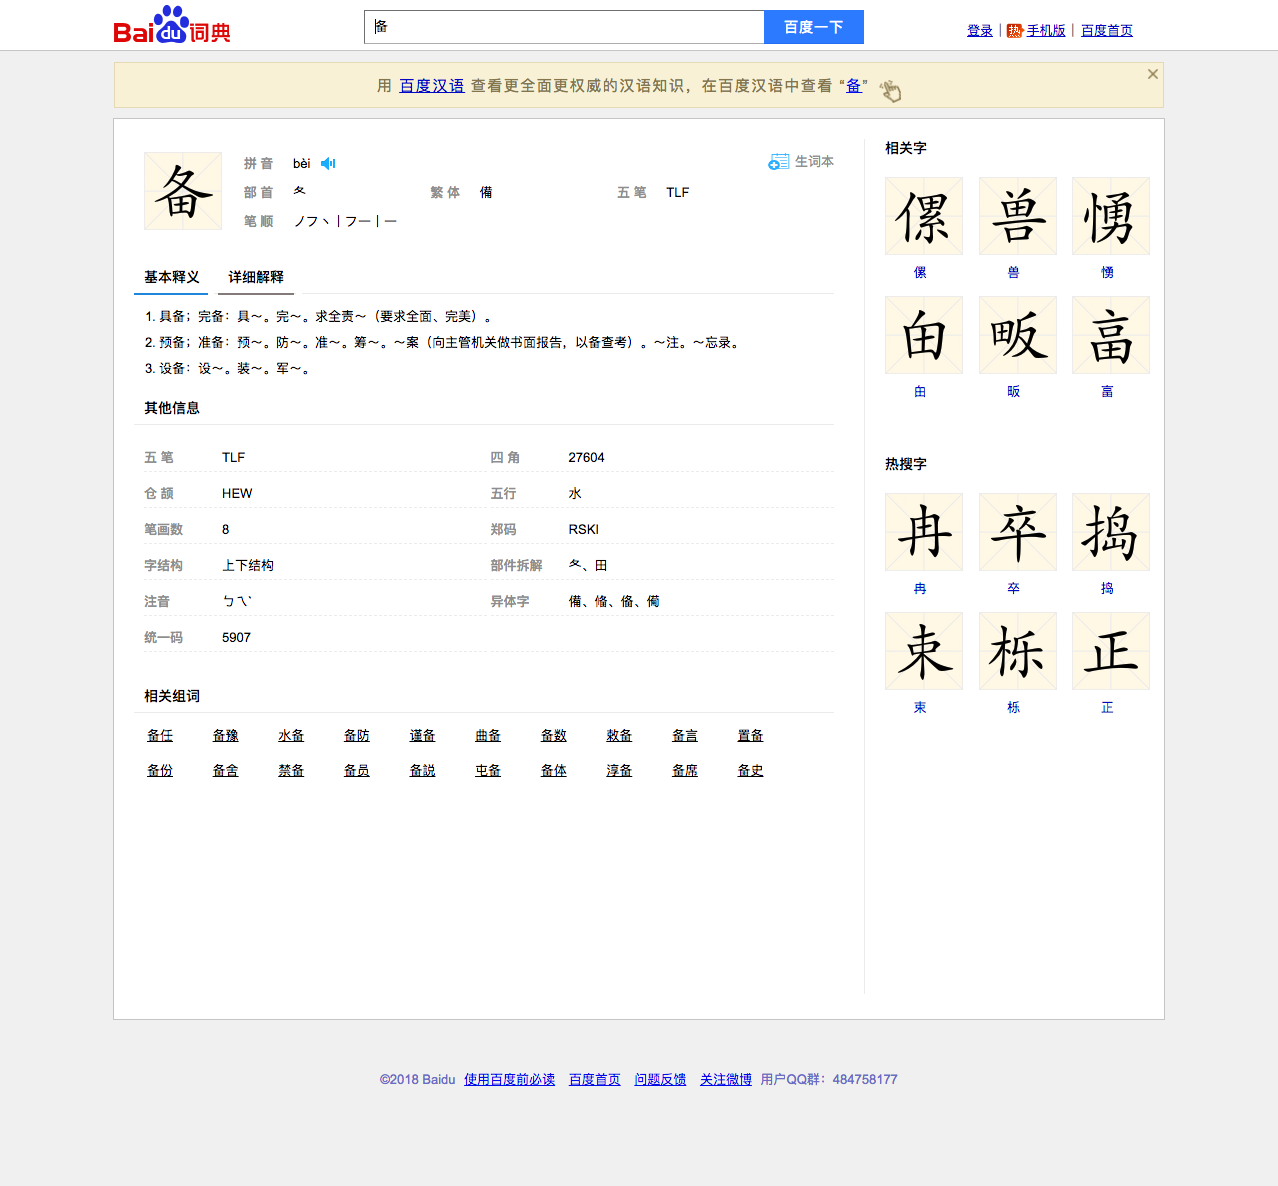 Baidu词典
备
百度一下
登录 | 热 手机版 | 百度首页
用 百度汉语 查看更全面更权威的汉语知识，在百度汉语中查看 “备”
备
拼 音 bèi
生词本
部 首 夂 繁 体 備 五 笔 TLF
笔 顺 ノフ丶丨フ一丨一
基本释义 详细解释
1. 具备；完备：具～。完～。求全责～（要求全面、完美）。
2. 预备；准备：预～。防～。准～。筹～。～案（向主管机关做书面报告，以备查考）。～注。～忘录。
3. 设备：设～。装～。军～。
其他信息
五 笔 TLF 四 角 27604
仓 颉 HEW 五行 水
笔画数 8 郑码 RSKI
字结构 上下结构 部件拆解 夂、田
注音 ㄅㄟˋ 异体字 備、俻、偹、僃
统一码 5907
相关组词
备任 备豫 水备 备防 谨备 曲备 备数 敕备 备言 置备
备份 备舍 禁备 备员 备説 屯备 备体 淳备 备席 备史
相关字
傫 兽 愑
傫 兽 愑
甶 畈 畗
甶 畈 畗
热搜字
冉 卒 捣
冉 卒 捣
束 栎 正
束 栎 正
©2018 Baidu 使用百度前必读 百度首页 问题反馈 关注微博 用户QQ群：484758177